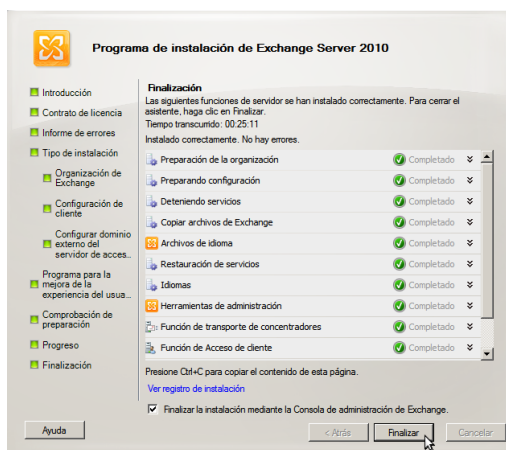 Programa de instalación de Exchange Server 2010
Introducción
Contrato de licencia
Informe de errores
Tipo de instalación
Organización de
Exchange
Configuración de
cliente
Configurar dominio
externo del
servidor de acces...
Programa para la
mejora de la
experiencia del usua...
Comprobación de
preparación
Progreso
Finalización
Finalización
Las siguientes funciones de servidor se han instalado correctamente. Para cerrar el
asistente, haga clic en Finalizar.
Tiempo transcurrido: 00:25:11
Instalado correctamente. No hay errores.
Preparación de la organización Completado
Preparando configuración Completado
Deteniendo servicios Completado
Copiar archivos de Exchange Completado
Archivos de idioma Completado
Restauración de servicios Completado
Idiomas Completado
Herramientas de administración Completado
Función de transporte de concentradores Completado
Función de Acceso de cliente Completado
Presione Ctrl+C para copiar el contenido de esta página.
Ver registro de instalación
Finalizar la instalación mediante la Consola de administración de Exchange.
Ayuda < Atrás Finalizar Cancelar